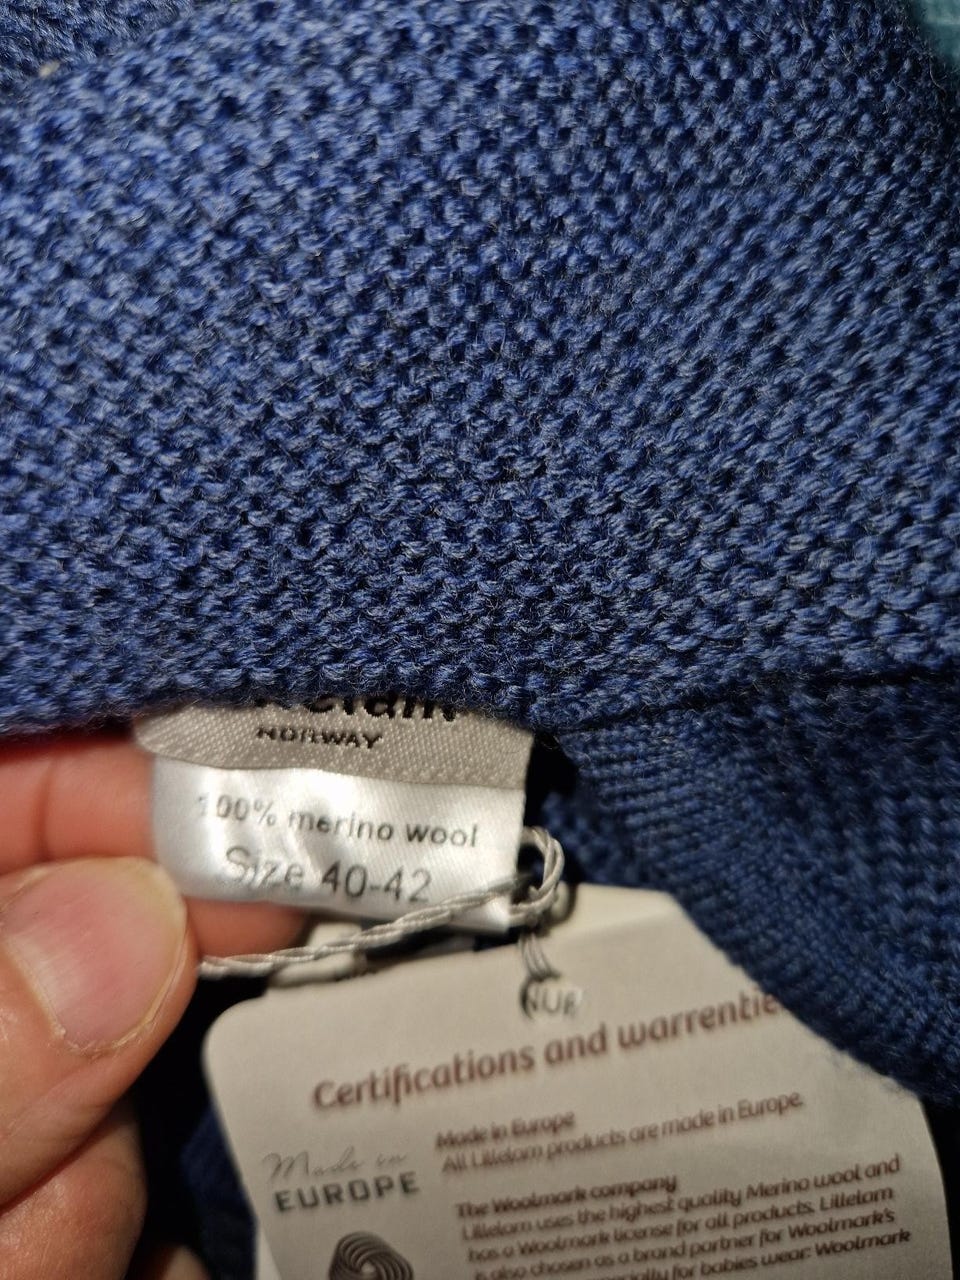 NORWAY
100% merino wool
Size 40-42
Certifications and warrentie
Made in
EUROPE
Made in Europe
All Lillelam products are made in Europe.
The Woolmark company
Lillelam uses the highest quality Merino wool and
has a Woolmark license for all products. Lillelam
is also chosen as a brand partner for Woolmark's
especially for babies wear: Woolmark